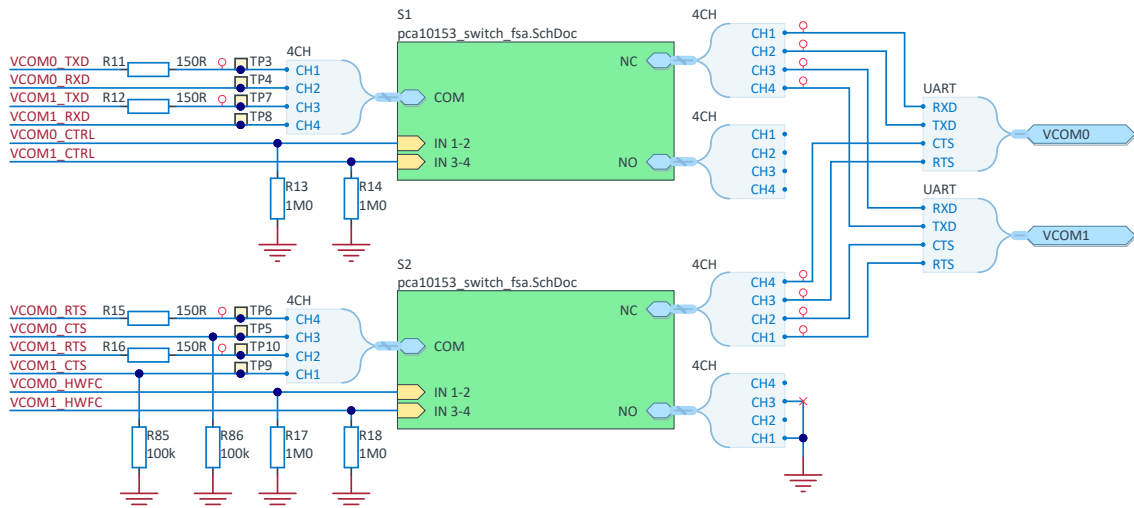 S1
pca10153_switch_fsa.SchDoc
4CH
CH1
CH2
CH3
CH4
NC
VCOM0_TXD R11 150R TP3
VCOM0_RXD TP4
VCOM1_TXD R12 150R TP7
VCOM1_RXD TP8
VCOM0_CTRL
VCOM1_CTRL
4CH
CH1
CH2
CH3
CH4
COM
IN 1-2
IN 3-4
NO
4CH
CH1
CH2
CH3
CH4
R13
1M0
R14
1M0
UART
RXD
TXD
CTS
RTS
VCOM0
UART
RXD
TXD
CTS
RTS
VCOM1
S2
pca10153_switch_fsa.SchDoc
4CH
CH4
CH3
CH2
CH1
NC
VCOM0_RTS R15 150R TP6
VCOM0_CTS TP5
VCOM1_RTS R16 150R TP10
VCOM1_CTS TP9
VCOM0_HWFC
VCOM1_HWFC
4CH
CH4
CH3
CH2
CH1
COM
IN 1-2
IN 3-4
NO
4CH
CH4
CH3
CH2
CH1
R85
100k
R86
100k
R17
1M0
R18
1M0